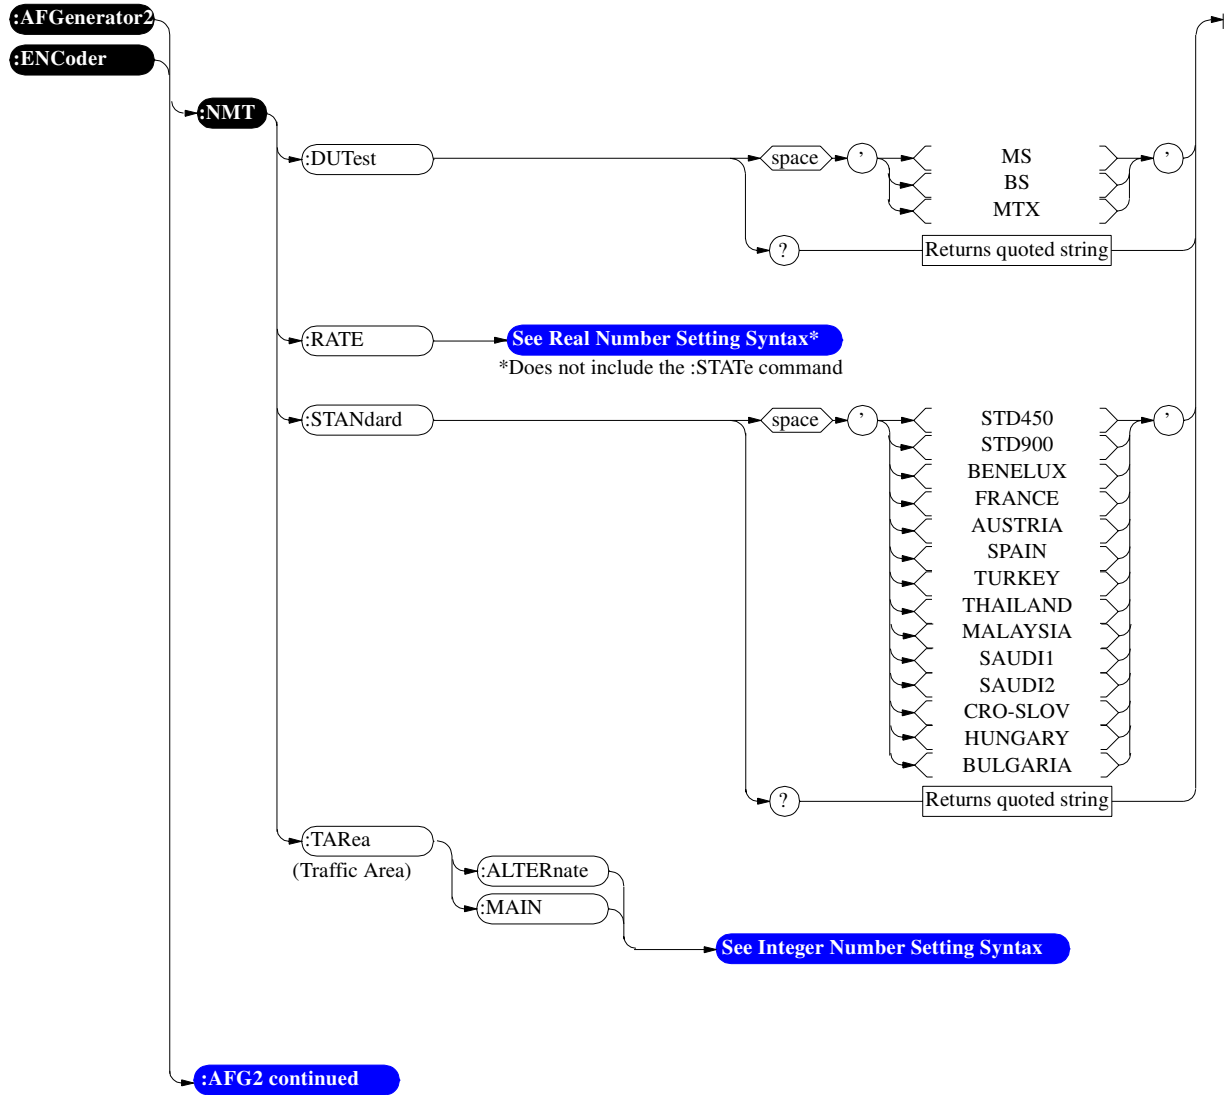 :AFGenerator2
:ENCoder
:NMT
:DUTest
space
’
MS
’
BS
MTX
?
Returns quoted string
:RATE
See Real Number Setting Syntax*
*Does not include the :STATe command
:STANdard
space
’
STD450
’
STD900
BENELUX
FRANCE
AUSTRIA
SPAIN
TURKEY
THAILAND
MALAYSIA
SAUDI1
SAUDI2
CRO-SLOV
HUNGARY
BULGARIA
?
Returns quoted string
:TARea
(Traffic Area)
:ALTERnate
:MAIN
See Integer Number Setting Syntax
:AFG2 continued